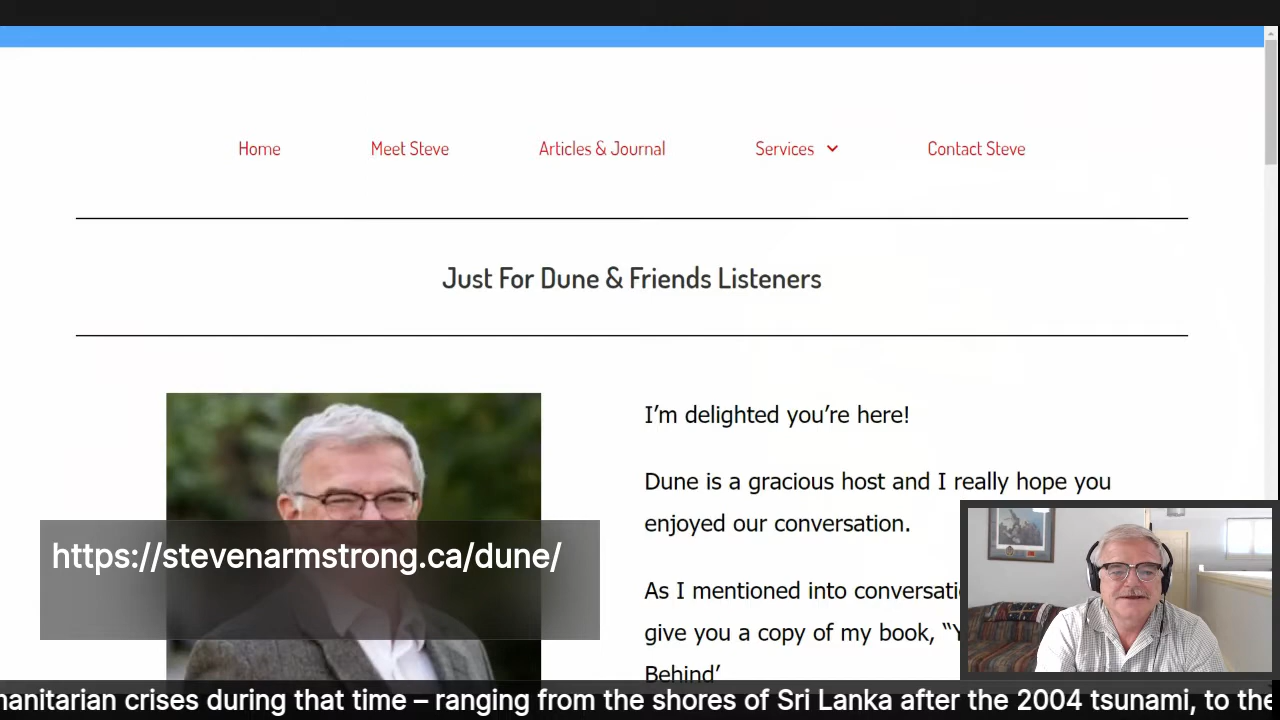 Home Meet Steve Articles & Journal Services Contact Steve
Just For Dune & Friends Listeners
I’m delighted you’re here!
Dune is a gracious host and I really hope you
enjoyed our conversation.
As I mentioned into
give you a copy of my book,
Behind’
https://stevenarmstrong.ca/dune/
crises during that time – ranging from the shores of Sri Lanka after the 2004 tsunami, to the